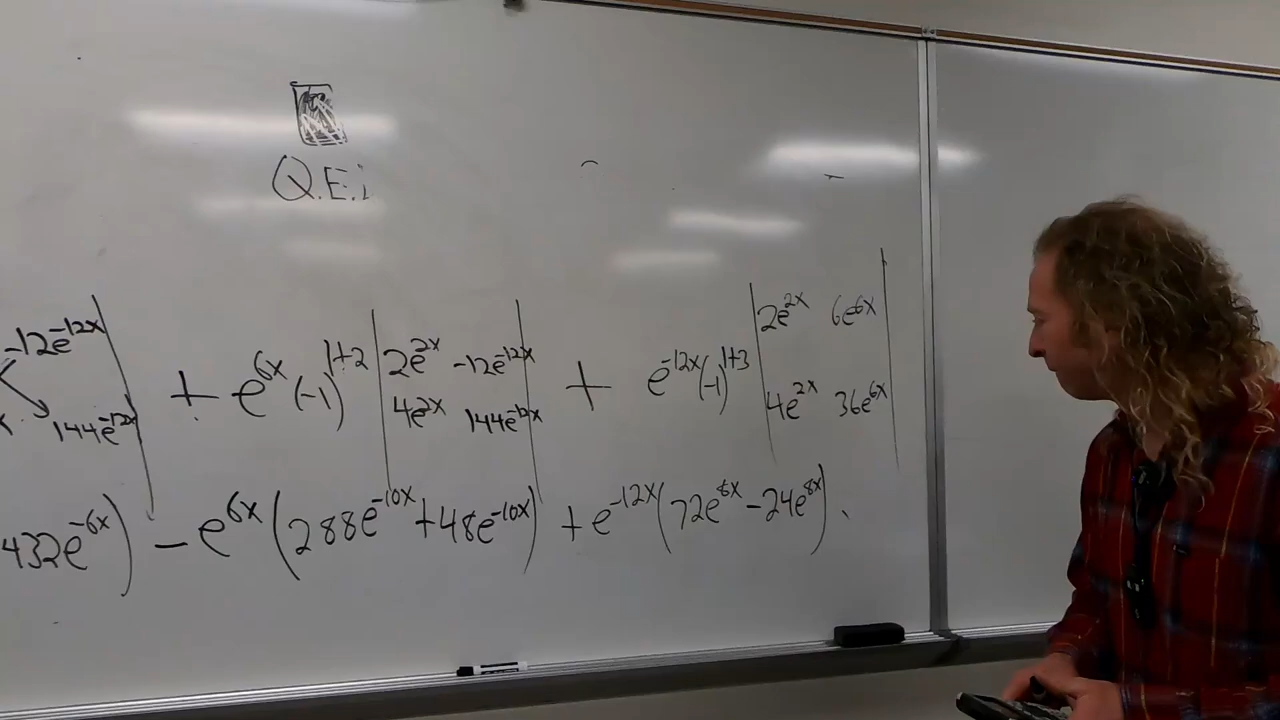 Q.E.D
-12e^{-12x} + e^{6x}(-1)^{1+2} | 2e^{2x} -12e^{-12x} | + e^{-12x}(-1)^{1+3} | 2e^{2x} 6e^{6x} |
144e^{-12x} | 4e^{2x} 144e^{-12x} | | 4e^{2x} 36e^{6x} |
432e^{-6x}) - e^{6x}(288e^{-10x} + 48e^{-10x}) + e^{-12x}(72e^{8x} - 24e^{8x}).